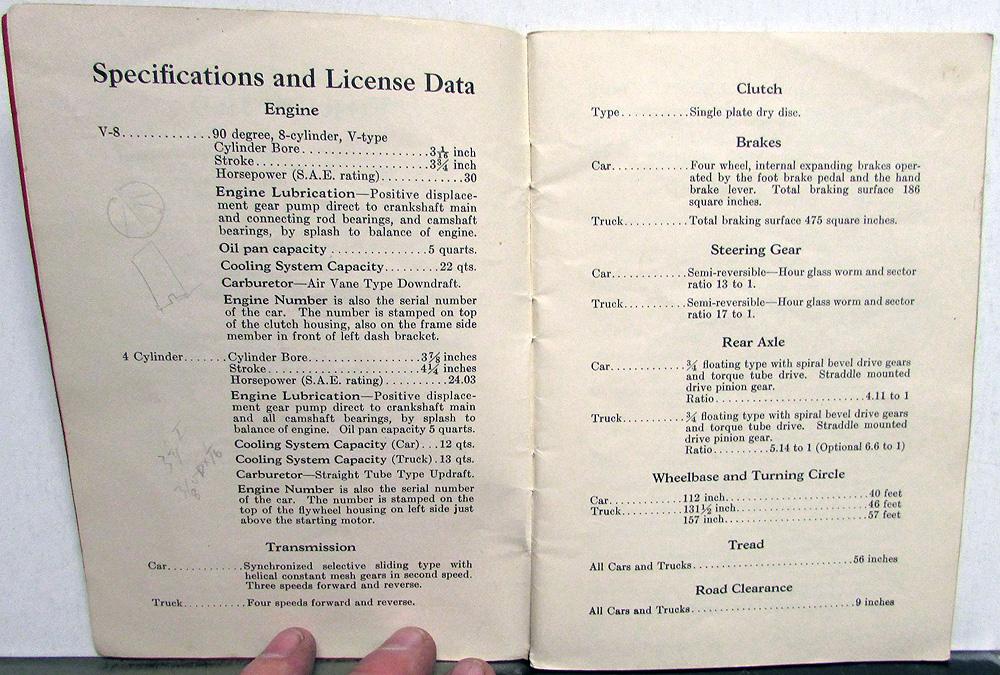 Specifications and License Data
Engine
V-8............90 degree, 8-cylinder, V-type
Cylinder Bore....................3 1/16 inch
Stroke...........................3¾ inch
Horsepower (S.A.E. rating).............30
Engine Lubrication—Positive displace-
ment gear pump direct to crankshaft main
and connecting rod bearings, and camshaft
bearings, by splash to balance of engine.
Oil pan capacity ..............5 quarts.
Cooling System Capacity.........22 qts.
Carburetor—Air Vane Type Downdraft.
Engine Number is also the serial number
of the car. The number is stamped on top
of the clutch housing, also on the frame side
member in front of left dash bracket.
4 Cylinder.......Cylinder Bore..................3⅞ inches
Stroke.........................4¼ inches
Horsepower (S.A.E. rating)..........24.03
Engine Lubrication—Positive displace-
ment gear pump direct to crankshaft main
and all camshaft bearings, by splash to
balance of engine. Oil pan capacity 5 quarts.
Cooling System Capacity (Car)...12 qts.
Cooling System Capacity (Truck).13 qts.
Carburetor—Straight Tube Type Updraft.
Engine Number is also the serial number
of the car. The number is stamped on the
top of the flywheel housing on left side just
above the starting motor.
Transmission
Car............Synchronized selective sliding type with
helical constant mesh gears in second speed.
Three speeds forward and reverse.
Truck..........Four speeds forward and reverse.
Clutch
Type...........Single plate dry disc.
Brakes
Car............Four wheel, internal expanding brakes oper-
ated by the foot brake pedal and the hand
brake lever. Total braking surface 186
square inches.
Truck..........Total braking surface 475 square inches.
Steering Gear
Car............Semi-reversible—Hour glass worm and sector
ratio 13 to 1.
Truck..........Semi-reversible—Hour glass worm and sector
ratio 17 to 1.
Rear Axle
Car............¾ floating type with spiral bevel drive gears
and torque tube drive. Straddle mounted
drive pinion gear.
Ratio..........................4.11 to 1
Truck..........¾ floating type with spiral bevel drive gears
and torque tube drive. Straddle mounted
drive pinion gear.
Ratio..........5.14 to 1 (Optional 6.6 to 1)
Wheelbase and Turning Circle
Car............112 inch........................40 feet
Truck..........131½ inch.......................46 feet
157 inch........................57 feet
Tread
All Cars and Trucks...........................56 inches
Road Clearance
All Cars and Trucks...........................9 inches